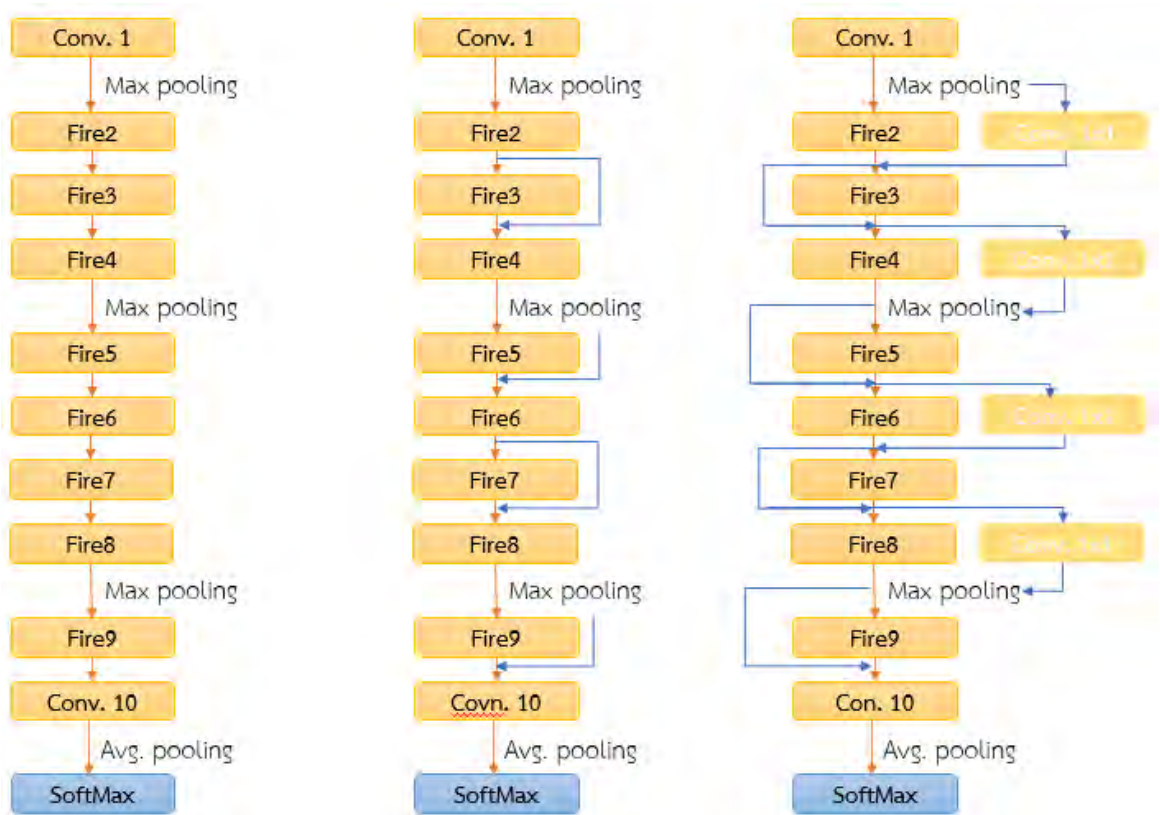 Conv. 1
Max pooling
Fire2
Fire3
Fire4
Max pooling
Fire5
Fire6
Fire7
Fire8
Max pooling
Fire9
Conv. 10
Avg. pooling
SoftMax
Conv. 1
Max pooling
Fire2
Fire3
Fire4
Max pooling
Fire5
Fire6
Fire7
Fire8
Max pooling
Fire9
Covn. 10
Avg. pooling
SoftMax
Conv. 1
Max pooling
Fire2
Fire3
Fire4
Max pooling
Fire5
Fire6
Fire7
Fire8
Max pooling
Fire9
Con. 10
Avg. pooling
SoftMax